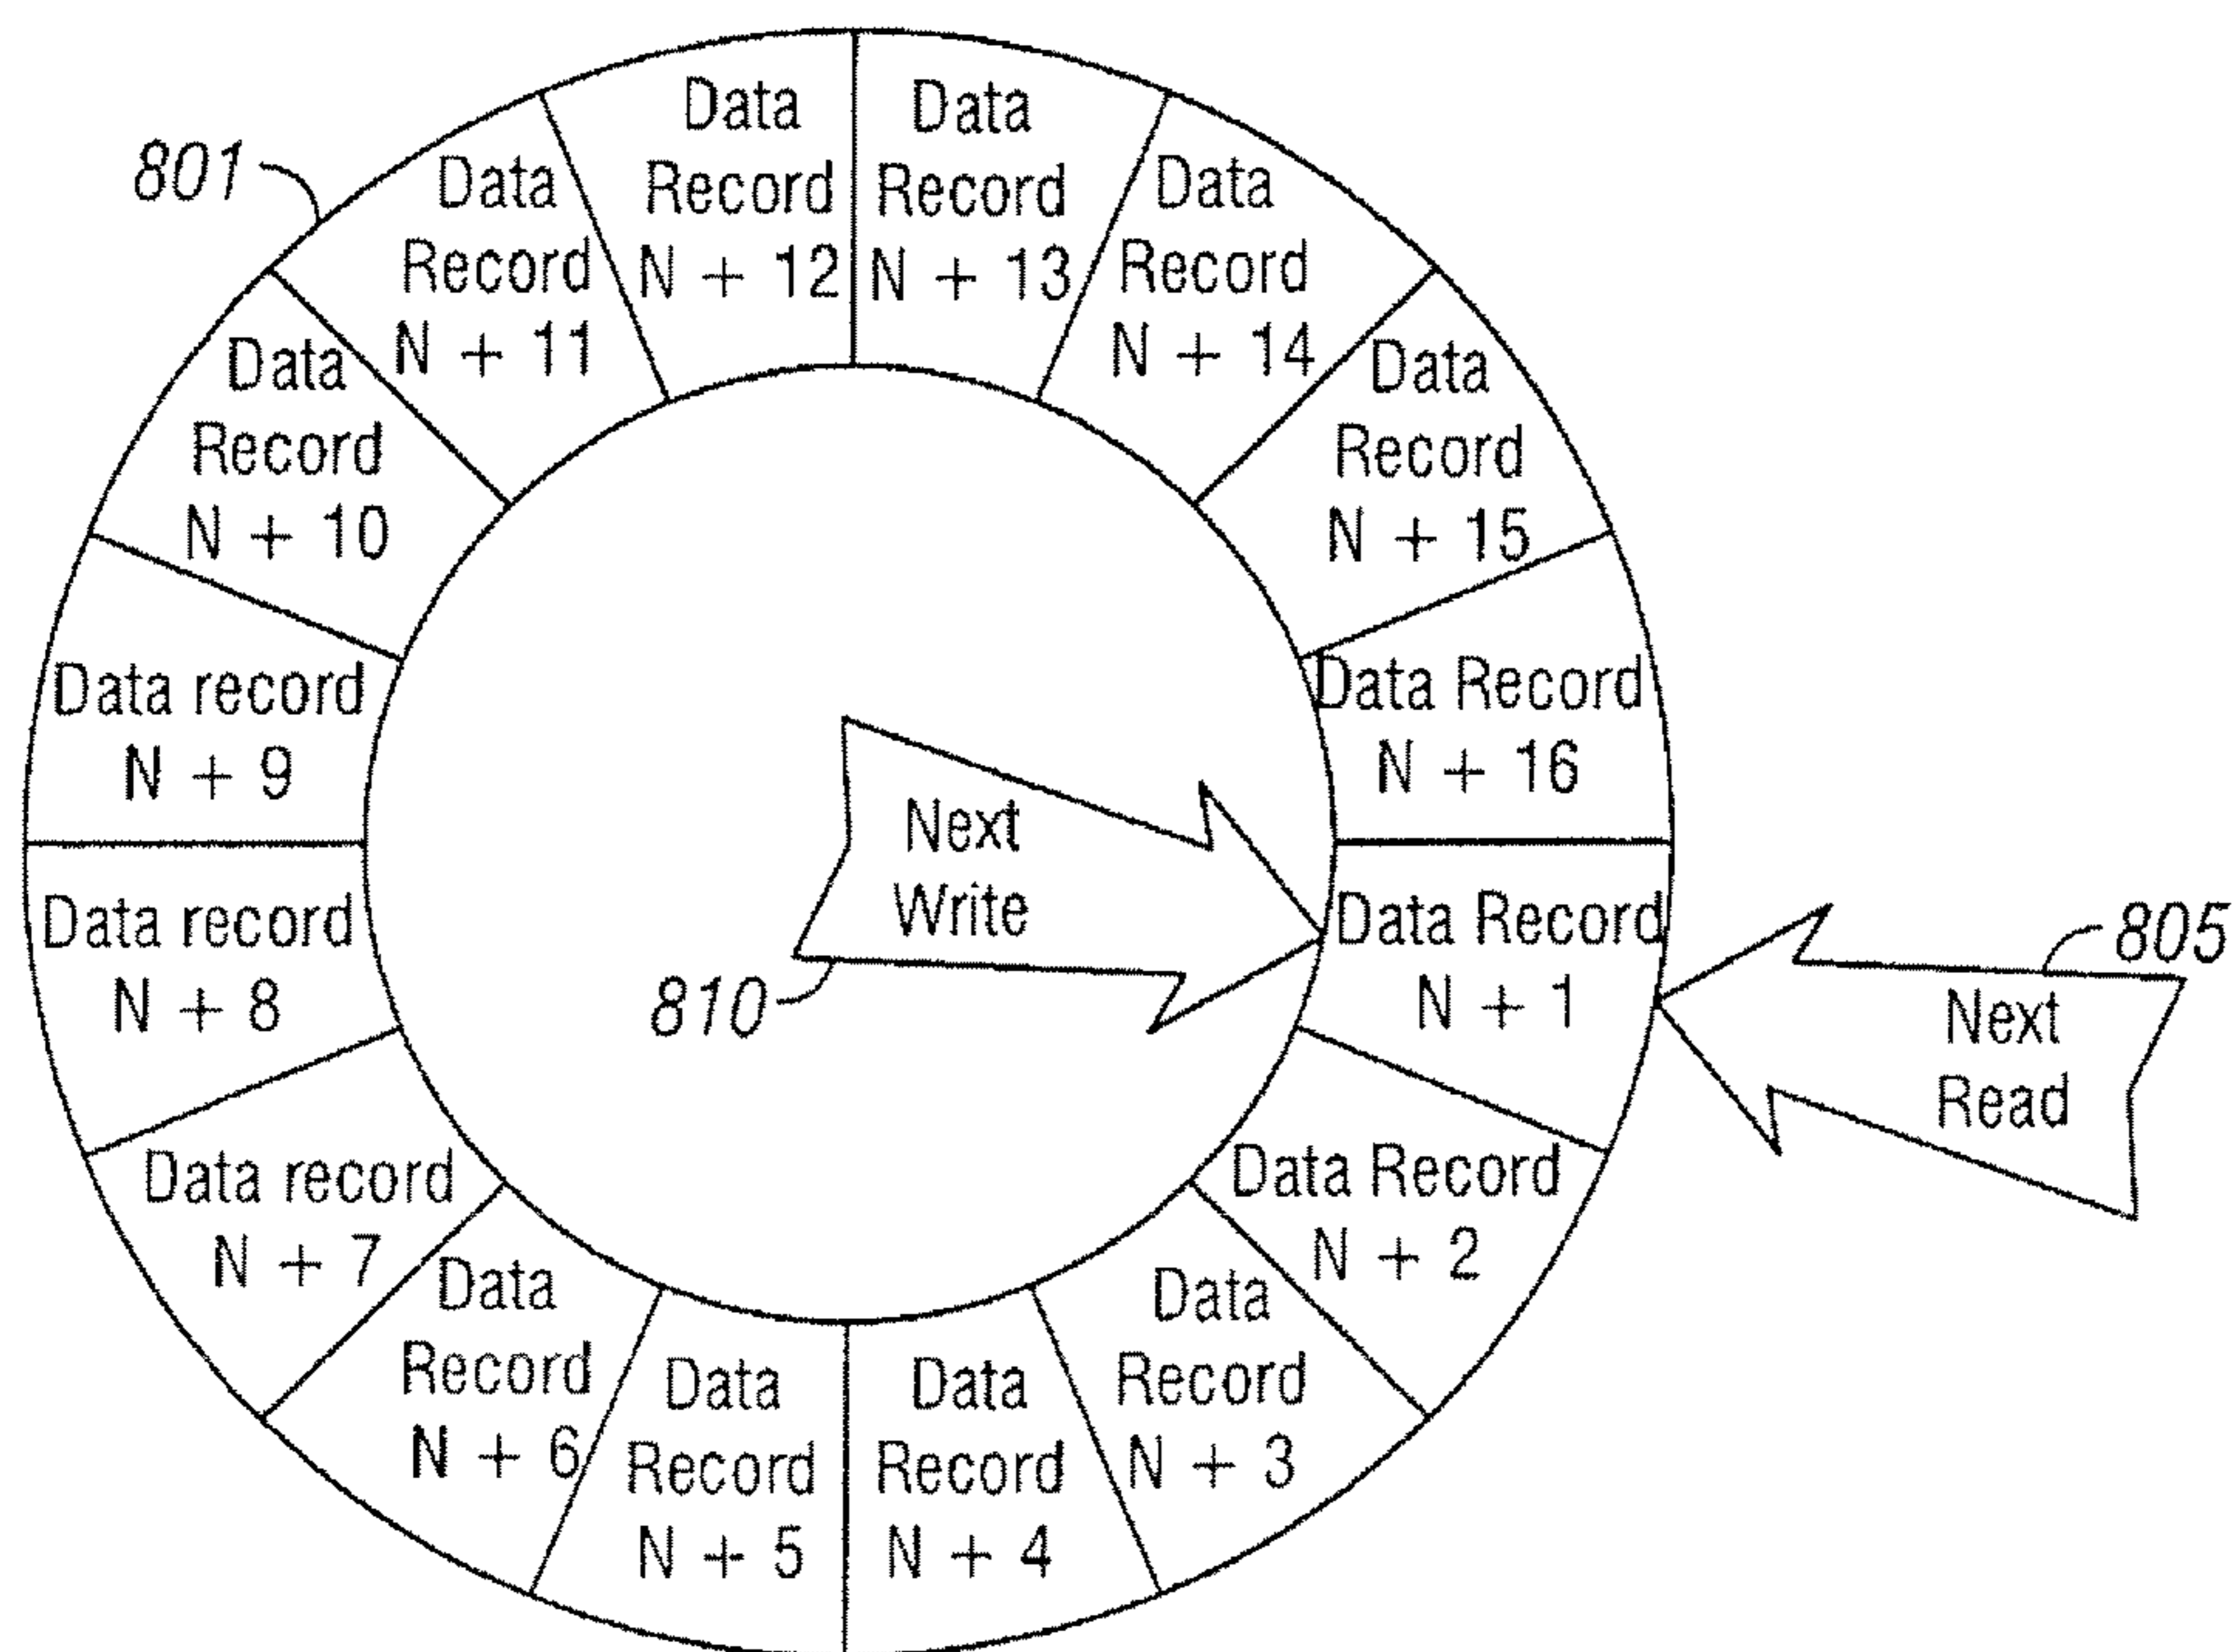 801
Data
Record
N + 12
Data
Record
N + 13
Data
Record
N + 14
Data
Record
N + 15
Data Record
N + 16
Data Record
N + 1
Data Record
N + 2
Data
Record
N + 3
Data
Record
N + 4
Data
Record
N + 5
Data
Record
N + 6
Data record
N + 7
Data record
N + 8
Data record
N + 9
Data
Record
N + 10
Data
Record
N + 11
Next
Write
810
805
Next
Read